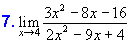 7. lim x→4 (3x² − 8x − 16)/(2x² − 9x + 4)